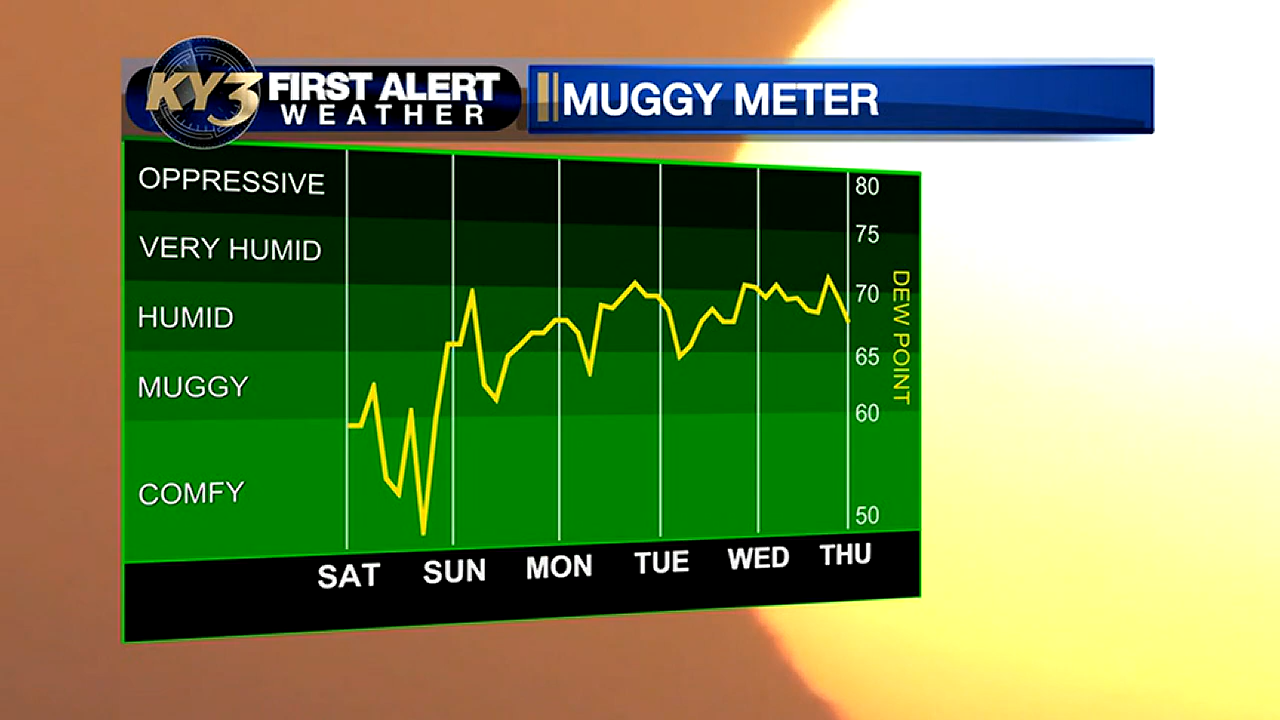 KY3 FIRST ALERT
WEATHER
MUGGY METER
OPPRESSIVE
VERY HUMID
HUMID
MUGGY
COMFY
80
75
70
65
60
50
DEW POINT
SAT SUN MON TUE WED THU